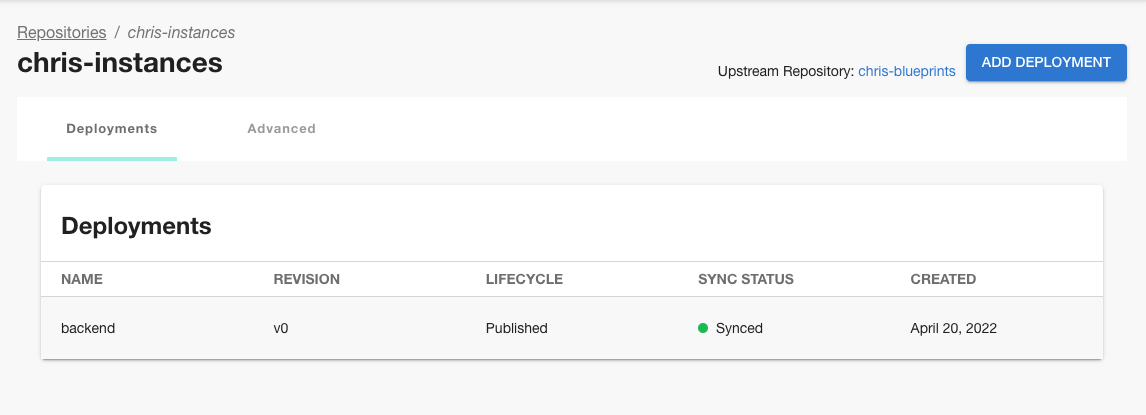 Repositories / chris-instances
chris-instances
Upstream Repository: chris-blueprints
ADD DEPLOYMENT
Deployments
Advanced
Deployments
NAME REVISION LIFECYCLE SYNC STATUS CREATED
backend v0 Published Synced April 20, 2022